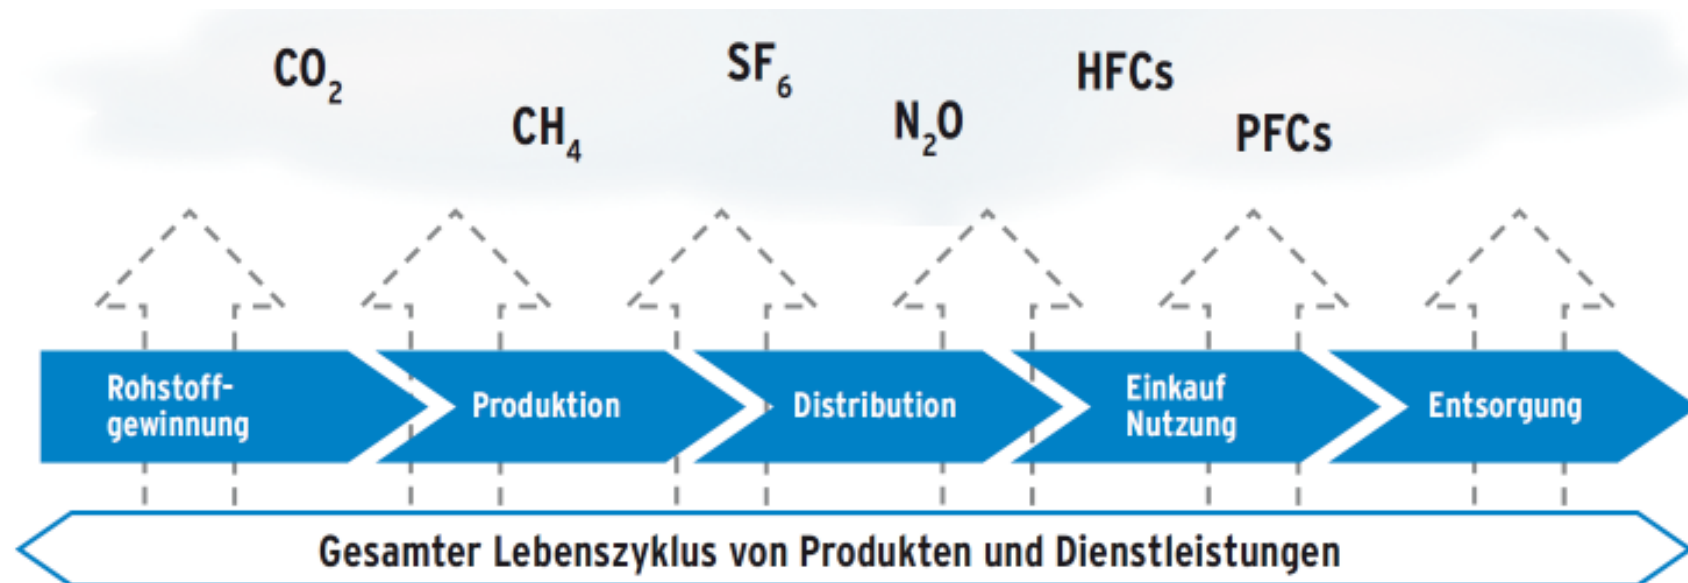 CO₂
SF₆
HFCs
CH₄
N₂O
PFCs
Rohstoff-
gewinnung
Produktion
Distribution
Einkauf
Nutzung
Entsorgung
Gesamter Lebenszyklus von Produkten und Dienstleistungen